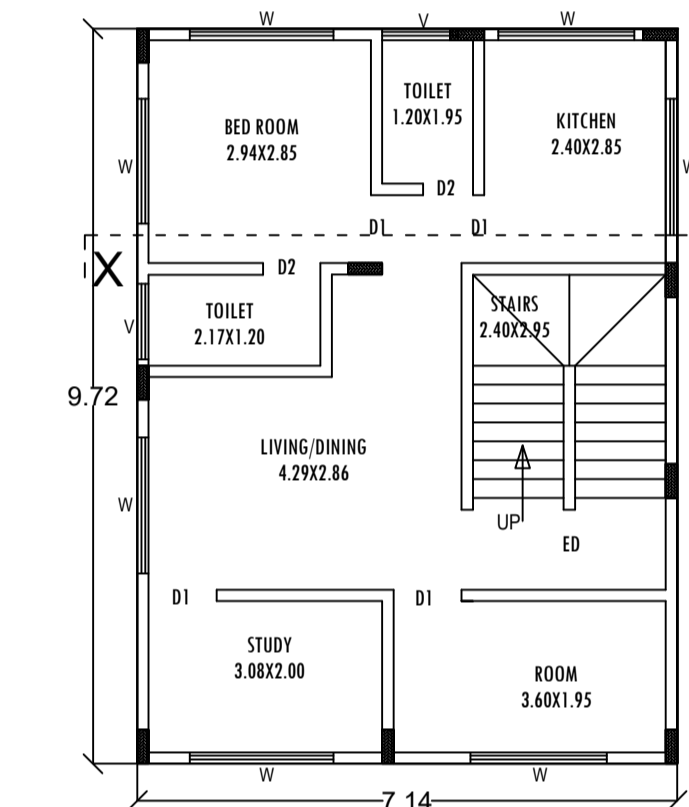 W
V
W
TOILET
1.20X1.95
BED ROOM
2.94X2.85
KITCHEN
2.40X2.85
W
W
D2
D1
D1
X
D2
TOILET
2.17X1.20
STAIRS
2.40X2.95
V
9.72
LIVING/DINING
4.29X2.86
W
UP
ED
D1
D1
STUDY
3.08X2.00
ROOM
3.60X1.95
W
W
7.14